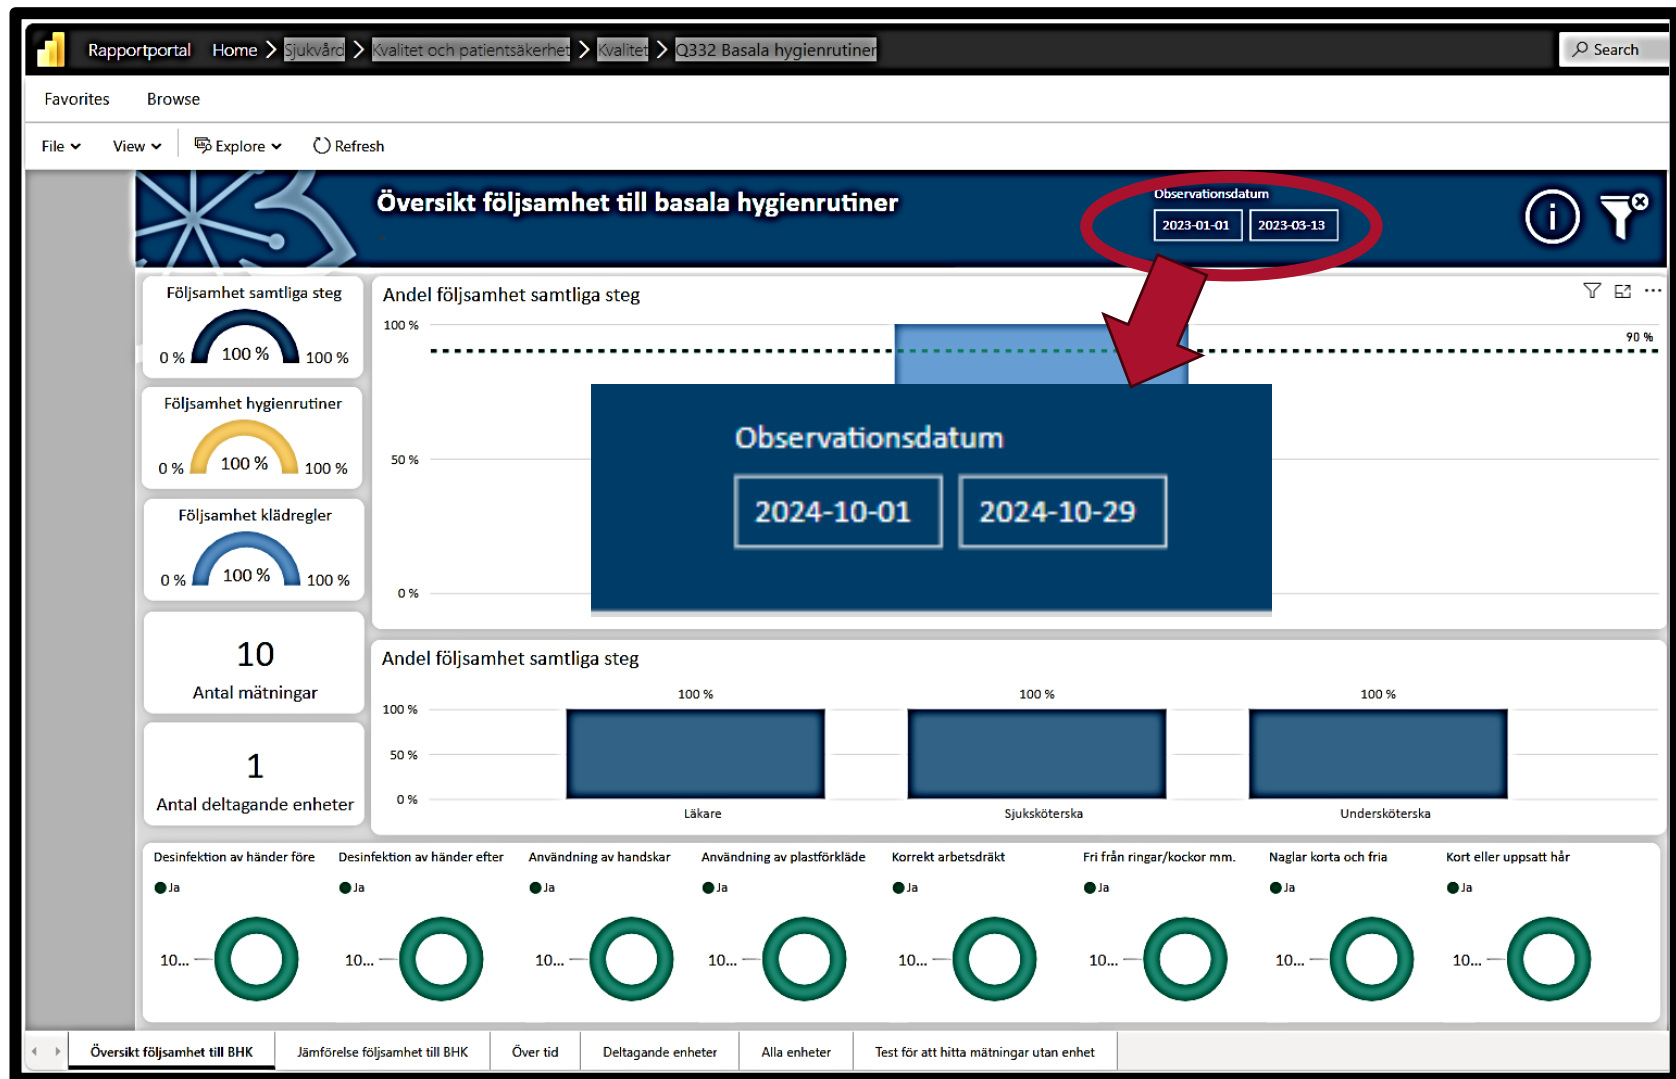 Rapportportal Home > Sjukvård > Kvalitet och patientsäkerhet > Kvalitet > Q332 Basala hygienrutiner
Search
Favorites Browse
File View Explore Refresh
Översikt följsamhet till basala hygienrutiner
Observationsdatum
2023-01-01 2023-03-13
Följsamhet samtliga steg
0 % 100 % 100 %
Följsamhet hygienrutiner
0 % 100 % 100 %
Följsamhet klädregler
0 % 100 % 100 %
10
Antal mätningar
1
Antal deltagande enheter
Andel följsamhet samtliga steg
100 %
90 %
50 %
0 %
Observationsdatum
2024-10-01 2024-10-29
Andel följsamhet samtliga steg
100 % 100 % 100 %
100 %
50 %
0 %
Läkare Sjuksköterska Undersköterska
Desinfektion av händer före Desinfektion av händer efter Användning av handskar Användning av plastförkläde Korrekt arbetsdräkt Fri från ringar/kockor mm. Naglar korta och fria Kort eller uppsatt hår
Ja Ja Ja Ja Ja Ja Ja Ja
10... 10... 10... 10... 10... 10... 10... 10...
Översikt följsamhet till BHK Jämförelse följsamhet till BHK Över tid Deltagande enheter Alla enheter Test för att hitta mätningar utan enhet